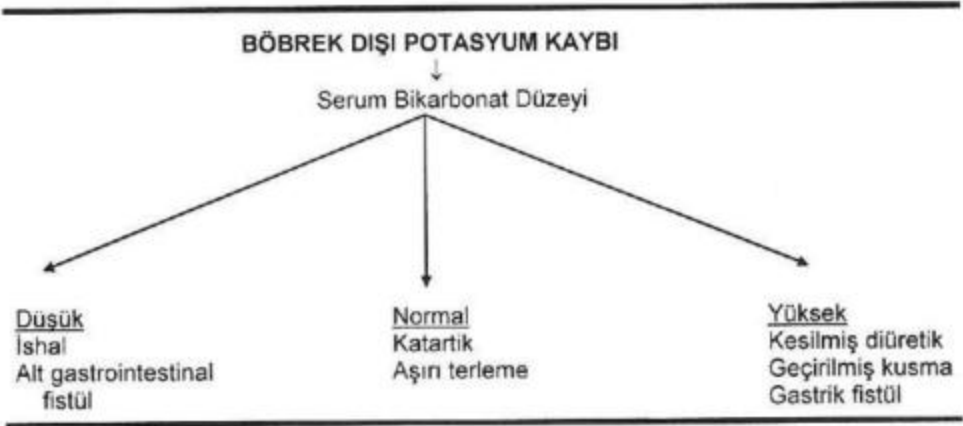 BÖBREK DIŞI POTASYUM KAYBI
Serum Bikarbonat Düzeyi
Düşük
İshal
Alt gastrointestinal
fistül
Normal
Katartik
Aşırı terleme
Yüksek
Kesilmiş diüretik
Geçirilmiş kusma
Gastrik fistül